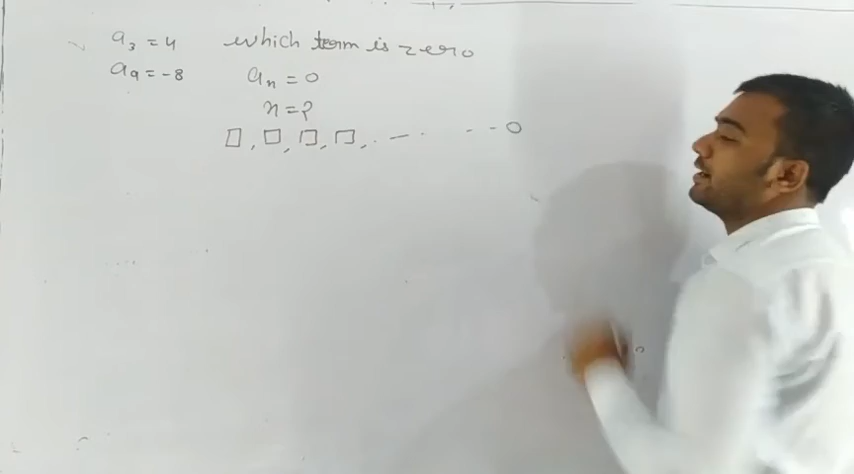 a₃ = 4 which term is zero
a₉ = -8 aₙ = 0
n = ?
□, □, □, □, . — . - - 0